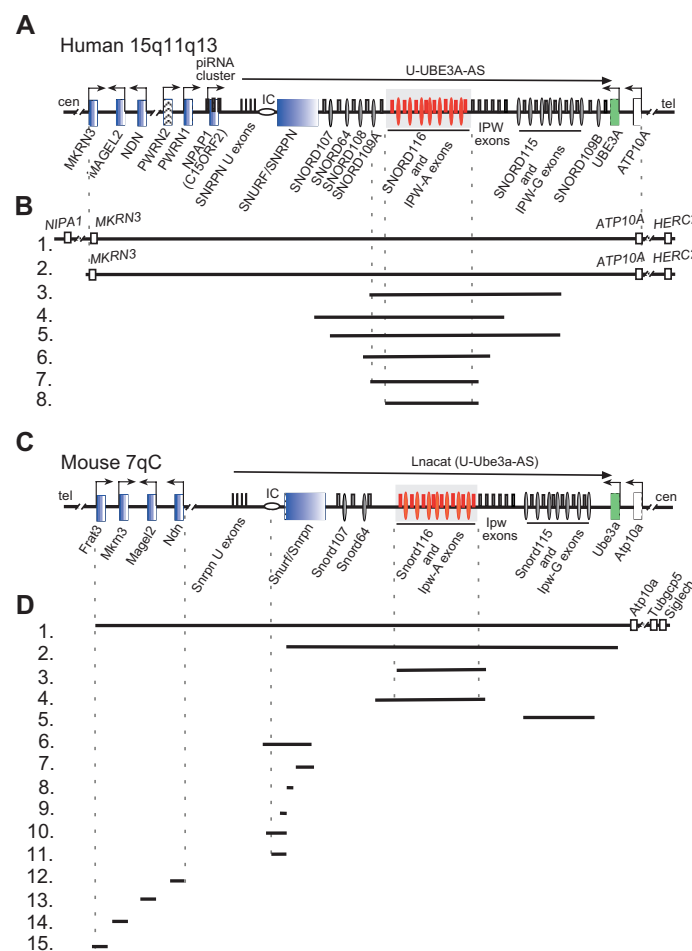 A
Human 15q11q13
piRNA
cluster
U-UBE3A-AS
cen
IC
tel
MKRN3
MAGEL2
NDN
PWRN2
PWRN1
NPAP1
(C15ORF2)
SNRPN U exons
SNURF/SNRPN
SNORD107
SNORD64
SNORD108
SNORD109A
SNORD116
and
IPW-A exons
IPW
exons
SNORD115
and
IPW-G exons
SNORD109B
UBE3A
ATP10A
B
NIPA1
MKRN3
ATP10A
1.
MKRN3
ATP10A
2.
3.
4.
5.
6.
7.
8.
C
Mouse 7qC
Lnacat (U-Ube3a-AS)
tel
IC
cen
Frat3
Mkrn3
Magel2
Ndn
Snrpn U exons
Snurf/Snrpn
Snord107
Snord64
Snord116
and
Ipw-A exons
Ipw
exons
Snord115
and
Ipw-G exons
Ube3a
Atp10a
D
Atp10a
Tubgcp5
Siglech
1.
2.
3.
4.
5.
6.
7.
8.
9.
10.
11.
12.
13.
14.
15.